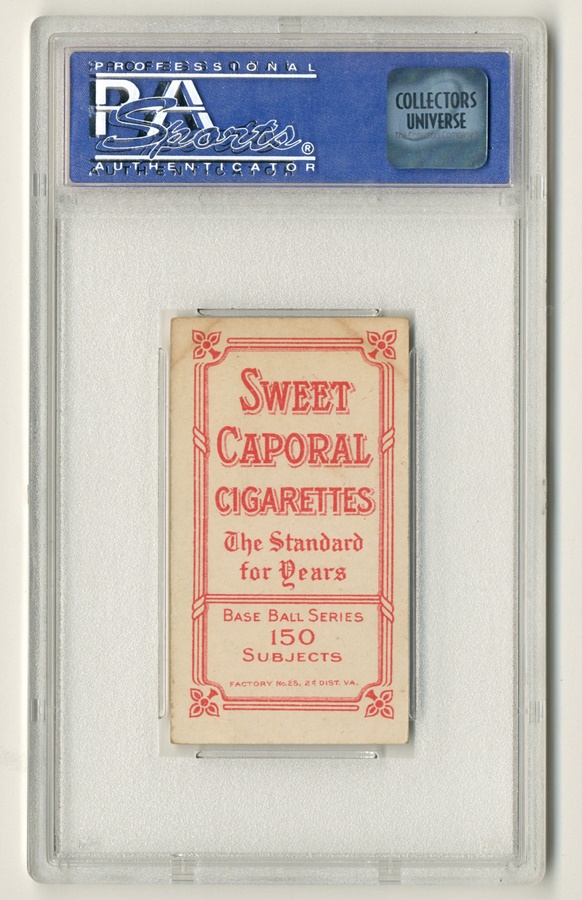 PROFESSIONAL
PSA
Sports®
AUTHENTICATOR
COLLECTORS
UNIVERSE
SWEET
CAPORAL
CIGARETTES
The Standard
for Years
BASE BALL SERIES
150
SUBJECTS
FACTORY No. 25, 2d DIST. VA.